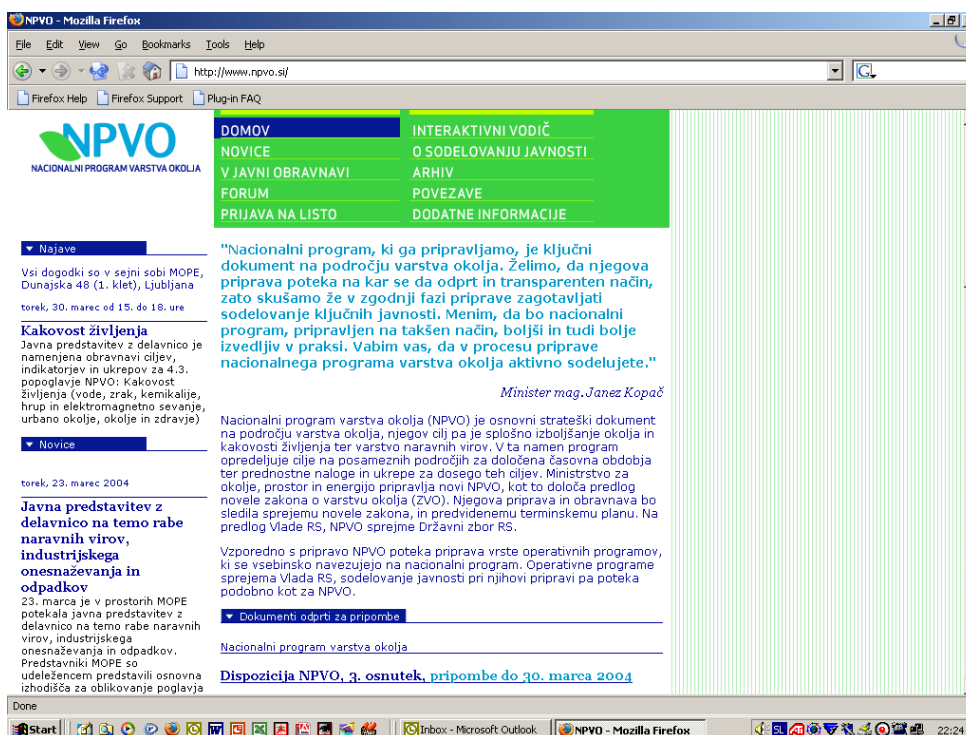 NPVO - Mozilla Firefox
File Edit View Go Bookmarks Tools Help
http://www.npvo.si/
G
Firefox Help Firefox Support Plug-in FAQ
NPVO
NACIONALNI PROGRAM VARSTVA OKOLJA
DOMOV
NOVICE
V JAVNI OBRAVNAVI
FORUM
PRIJAVA NA LISTO
INTERAKTIVNI VODIČ
O SODELOVANJU JAVNOSTI
ARHIV
POVEZAVE
DODATNE INFORMACIJE
Najave
Vsi dogodki so v sejni sobi MOPE,
Dunajska 48 (1. klet), Ljubljana
torek, 30. marec od 15. do 18. ure
Kakovost življenja
Javna predstavitev z delavnico je
namenjena obravnavi ciljev,
indikatorjev in ukrepov za 4.3.
popoglavje NPVO: Kakovost
življenja (vode, zrak, kemikalije,
hrup in elektromagnetno sevanje,
urbano okolje, okolje in zdravje)
Novice
torek, 23. marec 2004
Javna predstavitev z
delavnico na temo rabe
naravnih virov,
industrijskega
onesnaževanja in
odpadkov
23. marca je v prostorih MOPE
potekala javna predstavitev z
delavnico na temo rabe naravnih
virov, industrijskega
onesnaževanja in odpadkov.
Predstavniki MOPE so
udeležencem predstavili osnovna
izhodišča za oblikovanje poglavja
"Nacionalni program, ki ga pripravljamo, je ključni
dokument na področju varstva okolja. Želimo, da njegova
priprava poteka na kar se da odprt in transparenten način,
zato skušamo že v zgodnji fazi priprave zagotavljati
sodelovanje ključnih javnosti. Menim, da bo nacionalni
program, pripravljen na takšen način, boljši in tudi bolje
izvedljiv v praksi. Vabim vas, da v procesu priprave
nacionalnega programa varstva okolja aktivno sodelujete."
Minister mag. Janez Kopač
Nacionalni program varstva okolja (NPVO) je osnovni strateški dokument
na področju varstva okolja, njegov cilj pa je splošno izboljšanje okolja in
kakovosti življenja ter varstvo naravnih virov. V ta namen program
opredeljuje cilje na posameznih področjih za določena časovna obdobja
ter prednostne naloge in ukrepe za dosego teh ciljev. Ministrstvo za
okolje, prostor in energijo pripravlja novi NPVO, kot to določa predlog
novele zakona o varstvu okolja (ZVO). Njegova priprava in obravnava bo
sledila sprejemu novele zakona, in predvidenemu terminskemu planu. Na
predlog Vlade RS, NPVO sprejme Državni zbor RS.
Vzporedno s pripravo NPVO poteka priprava vrste operativnih programov,
ki se vsebinsko navezujejo na nacionalni program. Operativne programe
sprejema Vlada RS, sodelovanje javnosti pri njihovi pripravi pa poteka
podobno kot za NPVO.
Dokumenti odprti za pripombe
Nacionalni program varstva okolja
Dispozicija NPVO, 3. osnutek, pripombe do 30. marca 2004
Done
Start Inbox - Microsoft Outlook NPVO - Mozilla Firefox SL 22:24